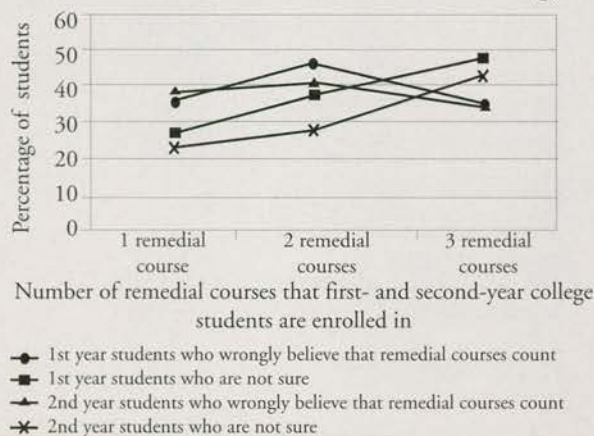 60
50
40
30
20
10
0
Percentage of students
1 remedial
course
2 remedial
courses
3 remedial
courses
Number of remedial courses that first- and second-year college
students are enrolled in
1st year students who wrongly believe that remedial courses count
1st year students who are not sure
2nd year students who wrongly believe that remedial courses count
2nd year students who are not sure